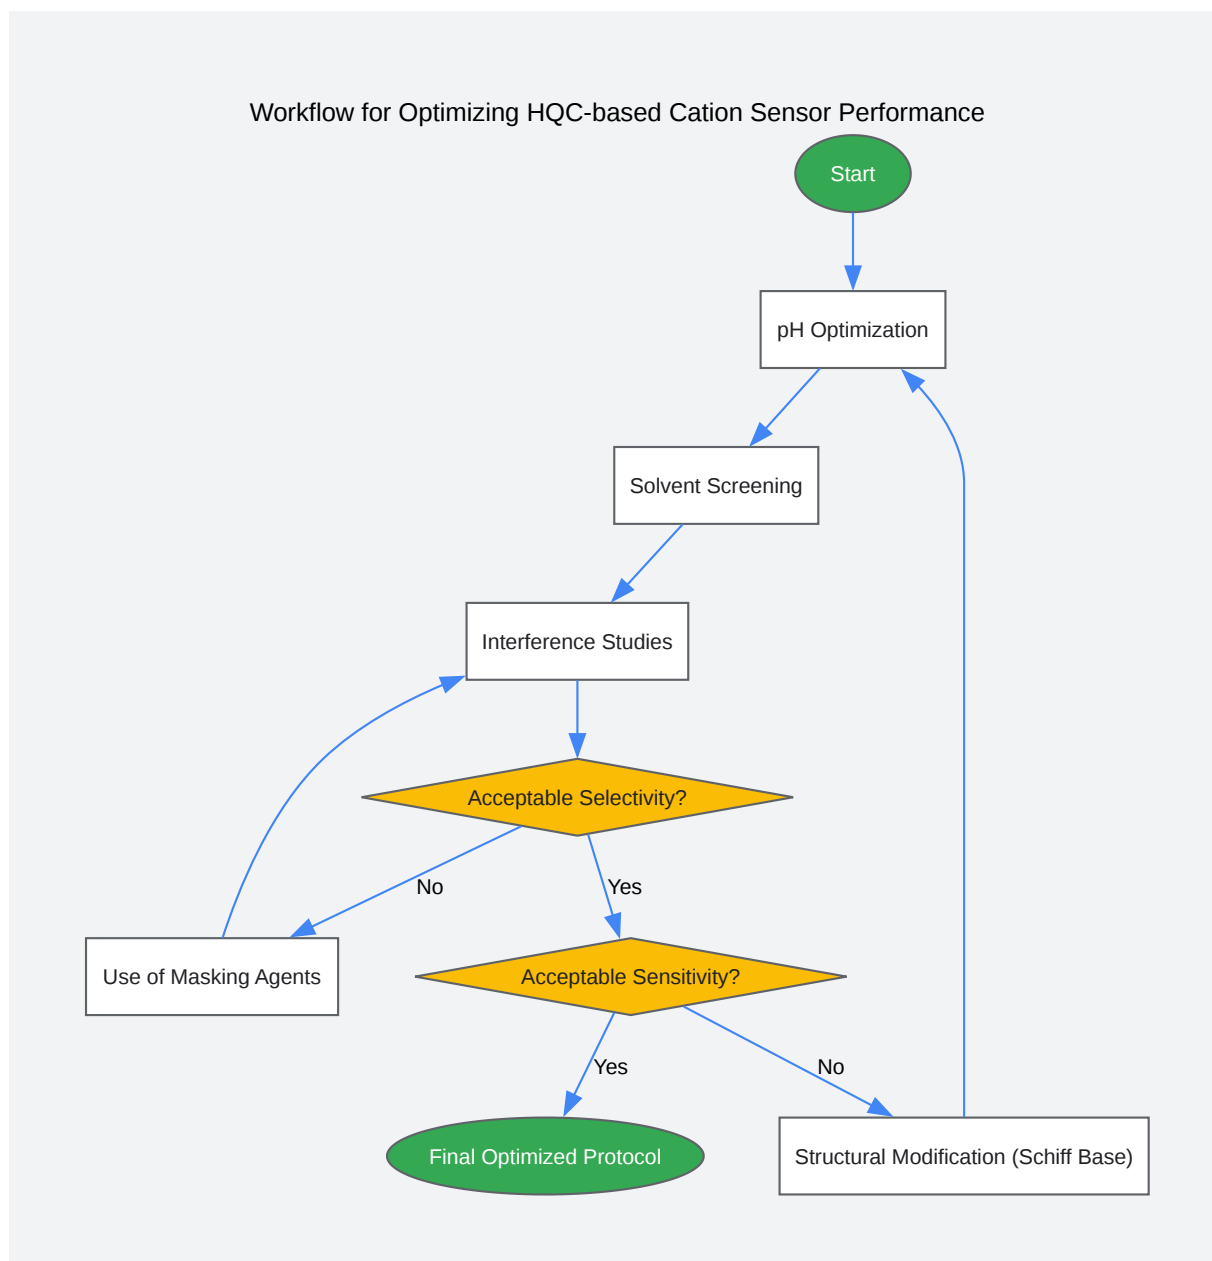 Workflow for Optimizing HQC-based Cation Sensor Performance
Start
pH Optimization
Solvent Screening
Interference Studies
Acceptable Selectivity?
No
Yes
Use of Masking Agents
Acceptable Sensitivity?
Yes
No
Final Optimized Protocol
Structural Modification (Schiff Base)